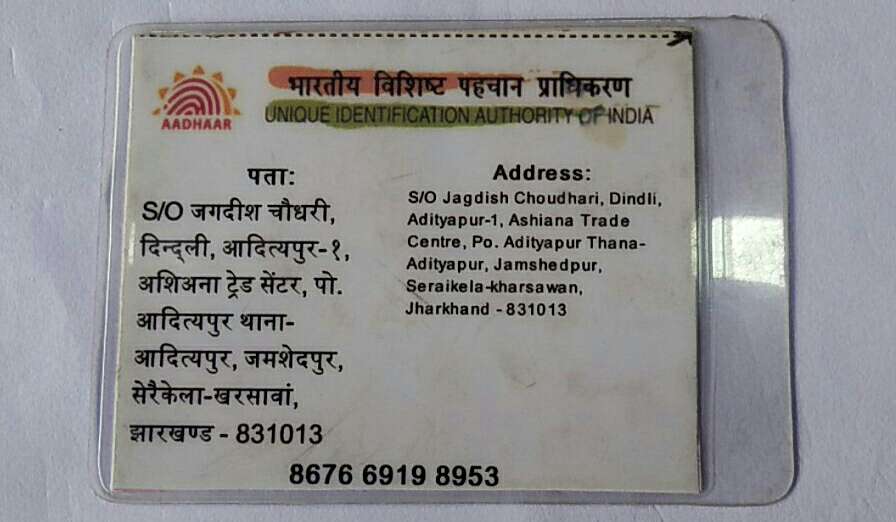 भारतीय विशिष्ट पहचान प्राधिकरण
AADHAAR
UNIQUE IDENTIFICATION AUTHORITY OF INDIA
पता:
S/O जगदीश चौधरी,
दिन्द्ली, आदित्यपुर-१,
अशिअना ट्रेड सेंटर, पो.
आदित्यपुर थाना-
आदित्यपुर, जमशेदपुर,
सेरैकेला-खरसावां,
झारखण्ड - 831013
Address:
S/O Jagdish Choudhari, Dindli,
Adityapur-1, Ashiana Trade
Centre, Po. Adityapur Thana-
Adityapur, Jamshedpur,
Seraikela-kharsawan,
Jharkhand - 831013
8676 6919 8953